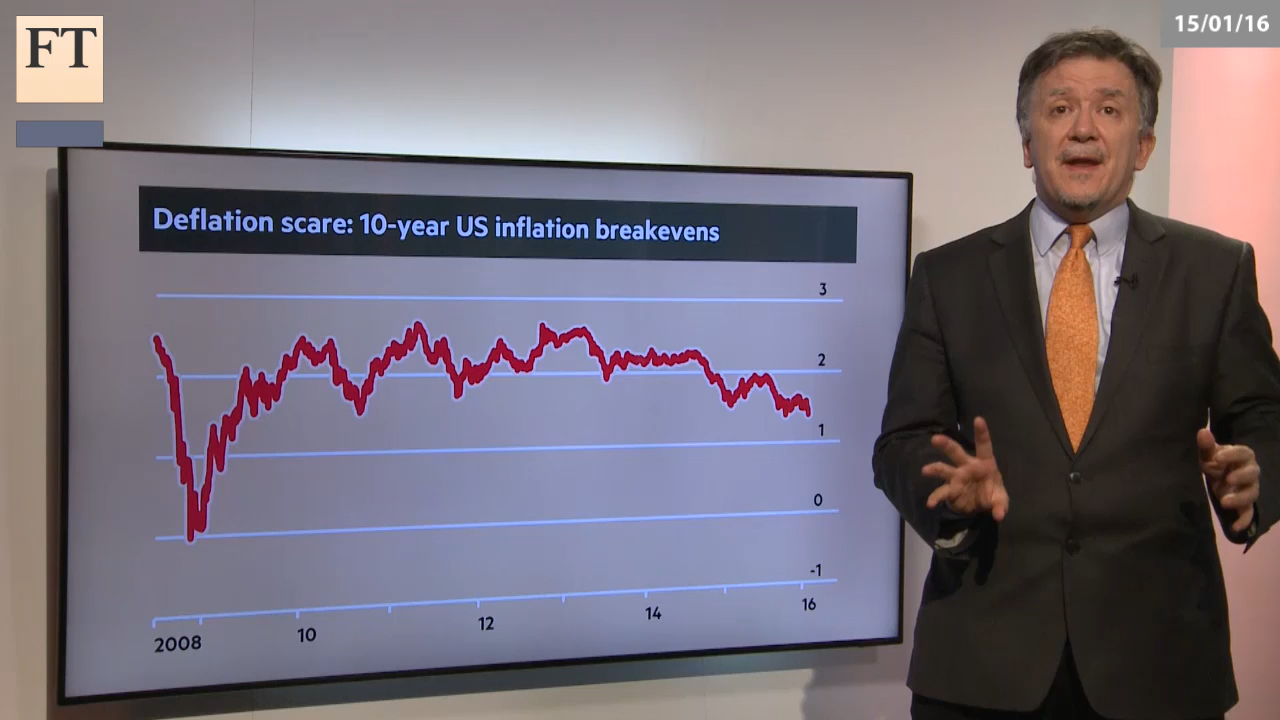 FT
15/01/16
Deflation scare: 10-year US inflation breakevens
3
2
1
0
-1
2008 10 12 14 16